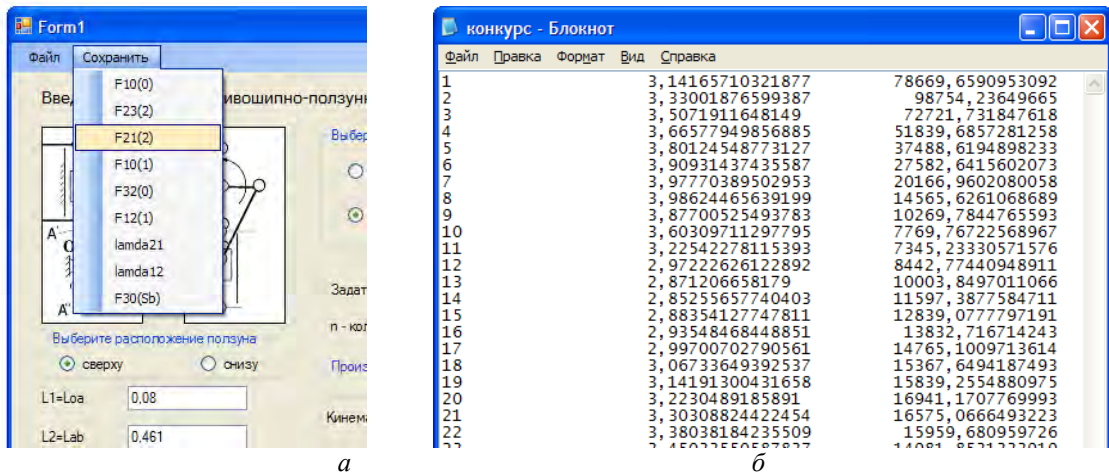 Form1
Файл Сохранить
F10(0)
F23(2)
F21(2)
F10(1)
F32(0)
F12(1)
lamda21
lamda12
F30(Sb)
Вве ивошипно-ползун
Выбер
A'
A"
Задат
n - кол
Выберите расположение ползуна
сверху снизу
Произ
L1=Loa 0,08
Кинема
L2=Lab 0,461
а
конкурс - Блокнот
Файл Правка Формат Вид Справка
1 3,14165710321877 78669,6590953092
2 3,33001876599387 98754,23649665
3 3,5071911648149 72721,731847618
4 3,66577949856885 51839,6857281258
5 3,80124548773127 37488,6194898233
6 3,90931437435587 27582,6415602073
7 3,97770389502953 20166,9602080058
8 3,98624465639199 14565,6261068689
9 3,87700525493783 10269,7844765593
10 3,60309711297795 7769,76722568967
11 3,22542278115393 7345,23330571576
12 2,97222626122892 8442,77440948911
13 2,871206658179 10003,8497011066
14 2,85255657740403 11597,3877584711
15 2,88354127747811 12839,0777797191
16 2,93548468448851 13832,716714243
17 2,99700702790561 14765,1009713614
18 3,06733649392537 15367,6494187493
19 3,14191300431658 15839,2554880975
20 3,2230489185891 16941,1707769993
21 3,30308824422454 16575,0666493223
22 3,38038184235509 15959,680959726
б